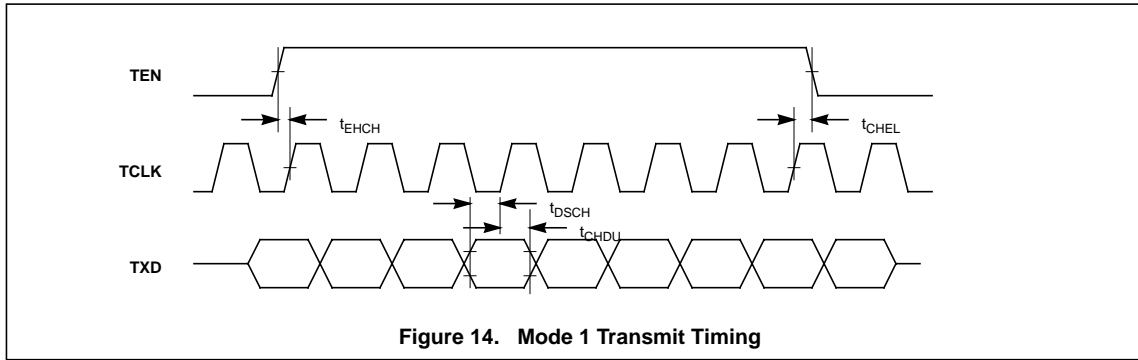 TEN
tEHCH
tCHEL
TCLK
tDSCH
tCHDU
TXD
Figure 14. Mode 1 Transmit Timing